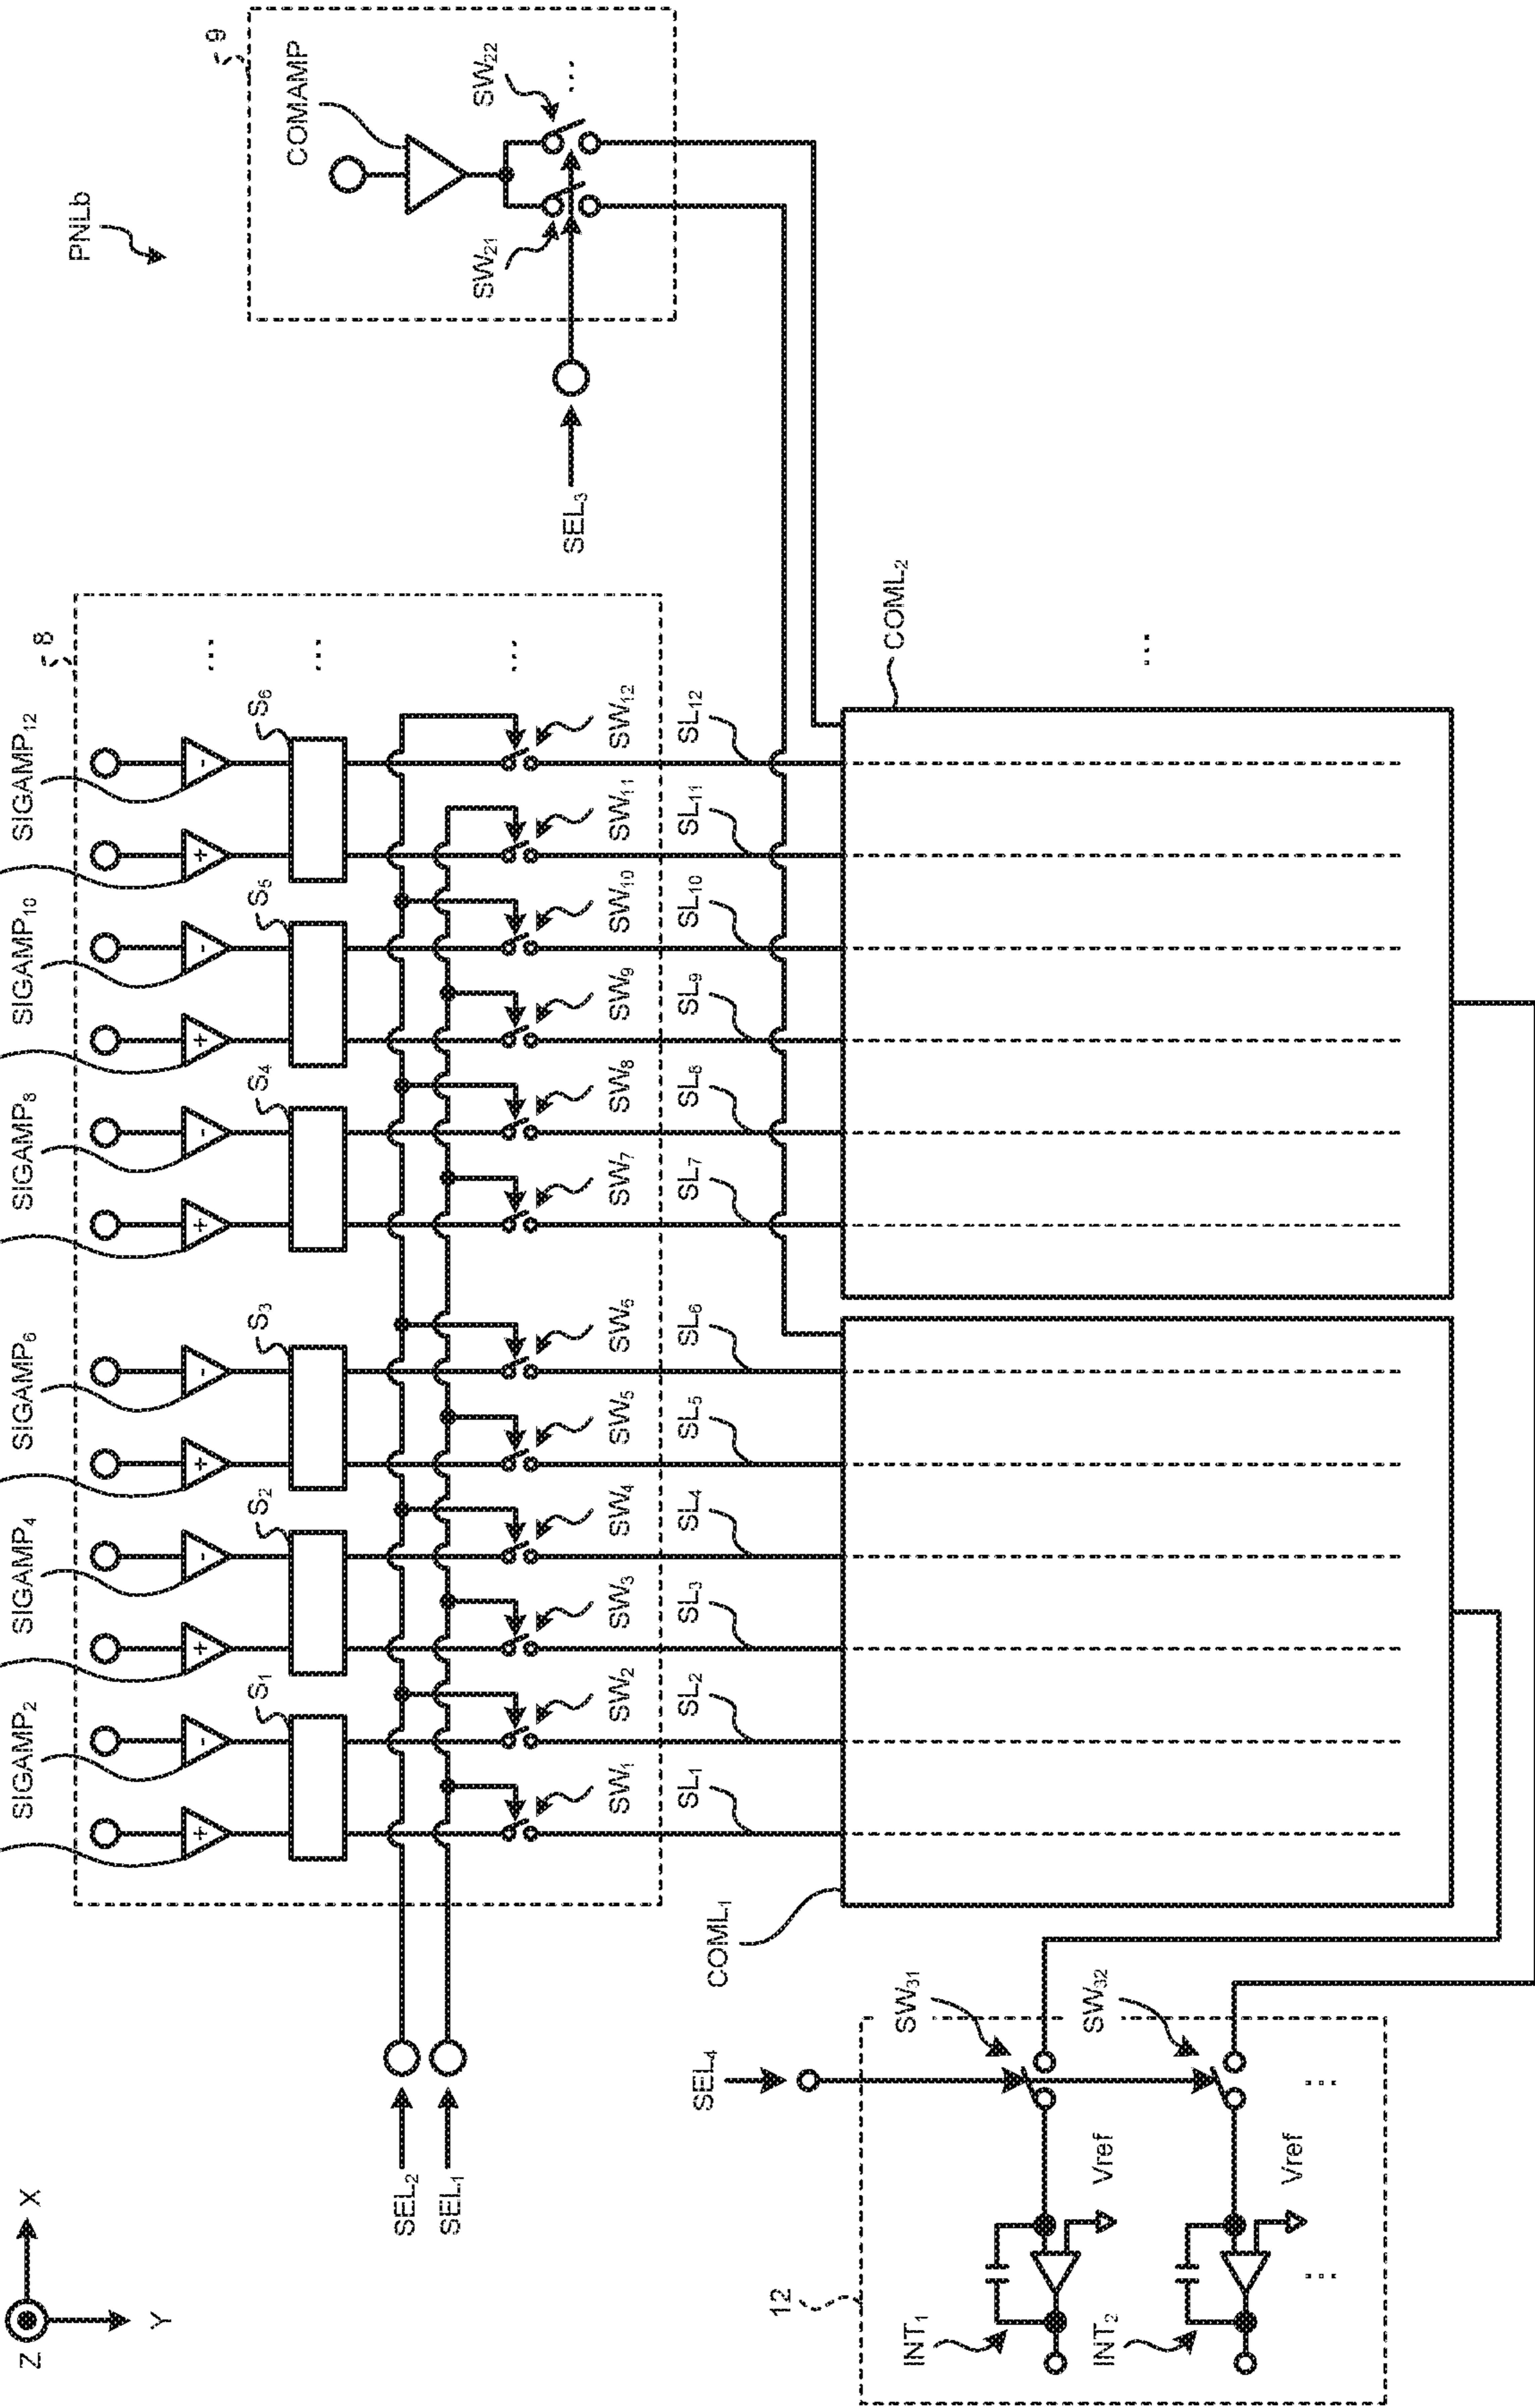 Z
X
Y
SIGAMP₂
SIGAMP₄
SIGAMP₆
SIGAMP₈
SIGAMP₁₀
SIGAMP₁₂
8
PNLb
9
COMAMP
+
-
+
-
+
-
+
-
+
-
+
-
...
S₁
S₂
S₃
S₄
S₅
S₆
...
SEL₂
SEL₁
SW₂₁
SW₂₂
...
...
SEL₃
SW₁
SW₂
SW₃
SW₄
SW₅
SW₆
SW₇
SW₈
SW₉
SW₁₀
SW₁₁
SW₁₂
SL₁
SL₂
SL₃
SL₄
SL₅
SL₆
SL₇
SL₈
SL₉
SL₁₀
SL₁₁
SL₁₂
SEL₄
COML₁
COML₂
12
INT₁
SW₃₁
Vref
INT₂
SW₃₂
Vref
...
...
...